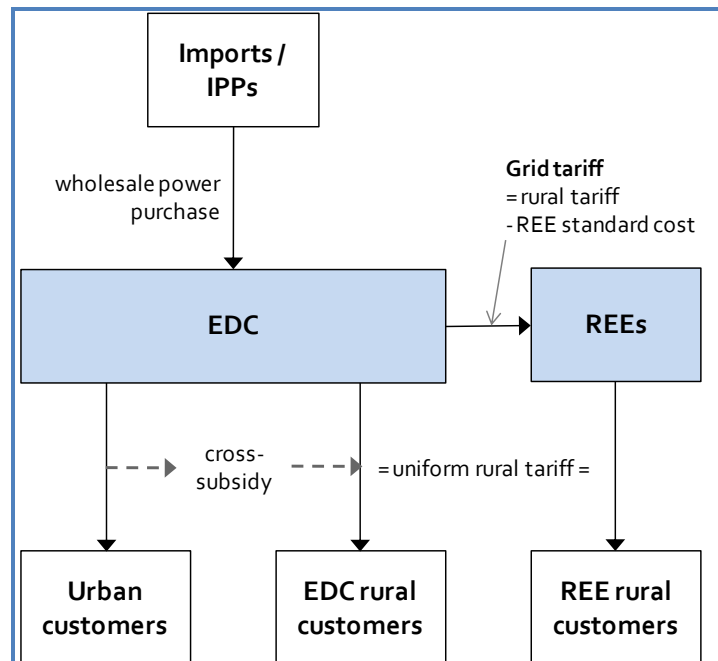 Imports /
IPPs
wholesale power
purchase
Grid tariff
= rural tariff
- REE standard cost
EDC
REEs
cross-
subsidy
= uniform rural tariff =
Urban
customers
EDC rural
customers
REE rural
customers